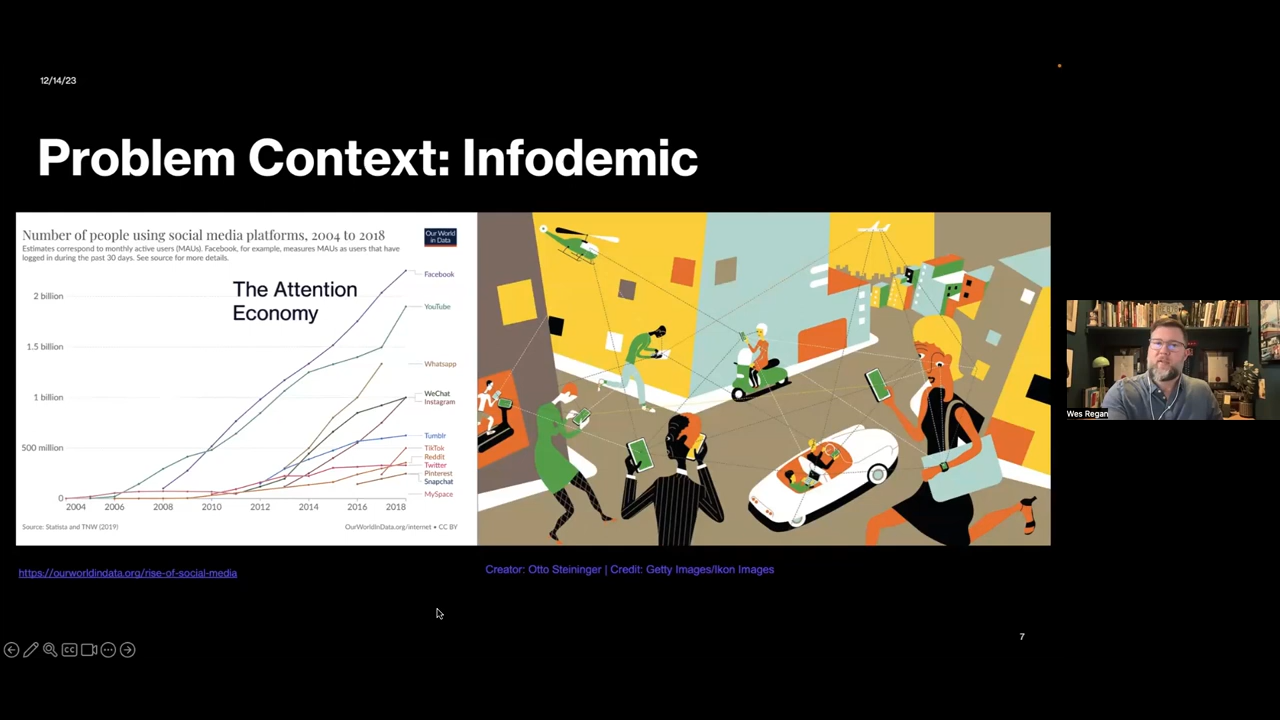 12/14/23
Problem Context: Infodemic
Number of people using social media platforms, 2004 to 2018
Estimates correspond to monthly active users (MAUs). Facebook, for example, measures MAUs as users that have
logged in during the past 30 days. See source for more details.
Our World
in Data
The Attention
Economy
2 billion
1.5 billion
1 billion
500 million
0
2004
2006
2008
2010
2012
2014
2016
2018
Facebook
YouTube
Whatsapp
WeChat
Instagram
Tumblr
TikTok
Reddit
Twitter
Pinterest
Snapchat
MySpace
Source: Statista and TNW (2019)
OurWorldInData.org/internet • CC BY
https://ourworldindata.org/rise-of-social-media
Creator: Otto Steininger | Credit: Getty Images/Ikon Images
Wes Regan
7
CC